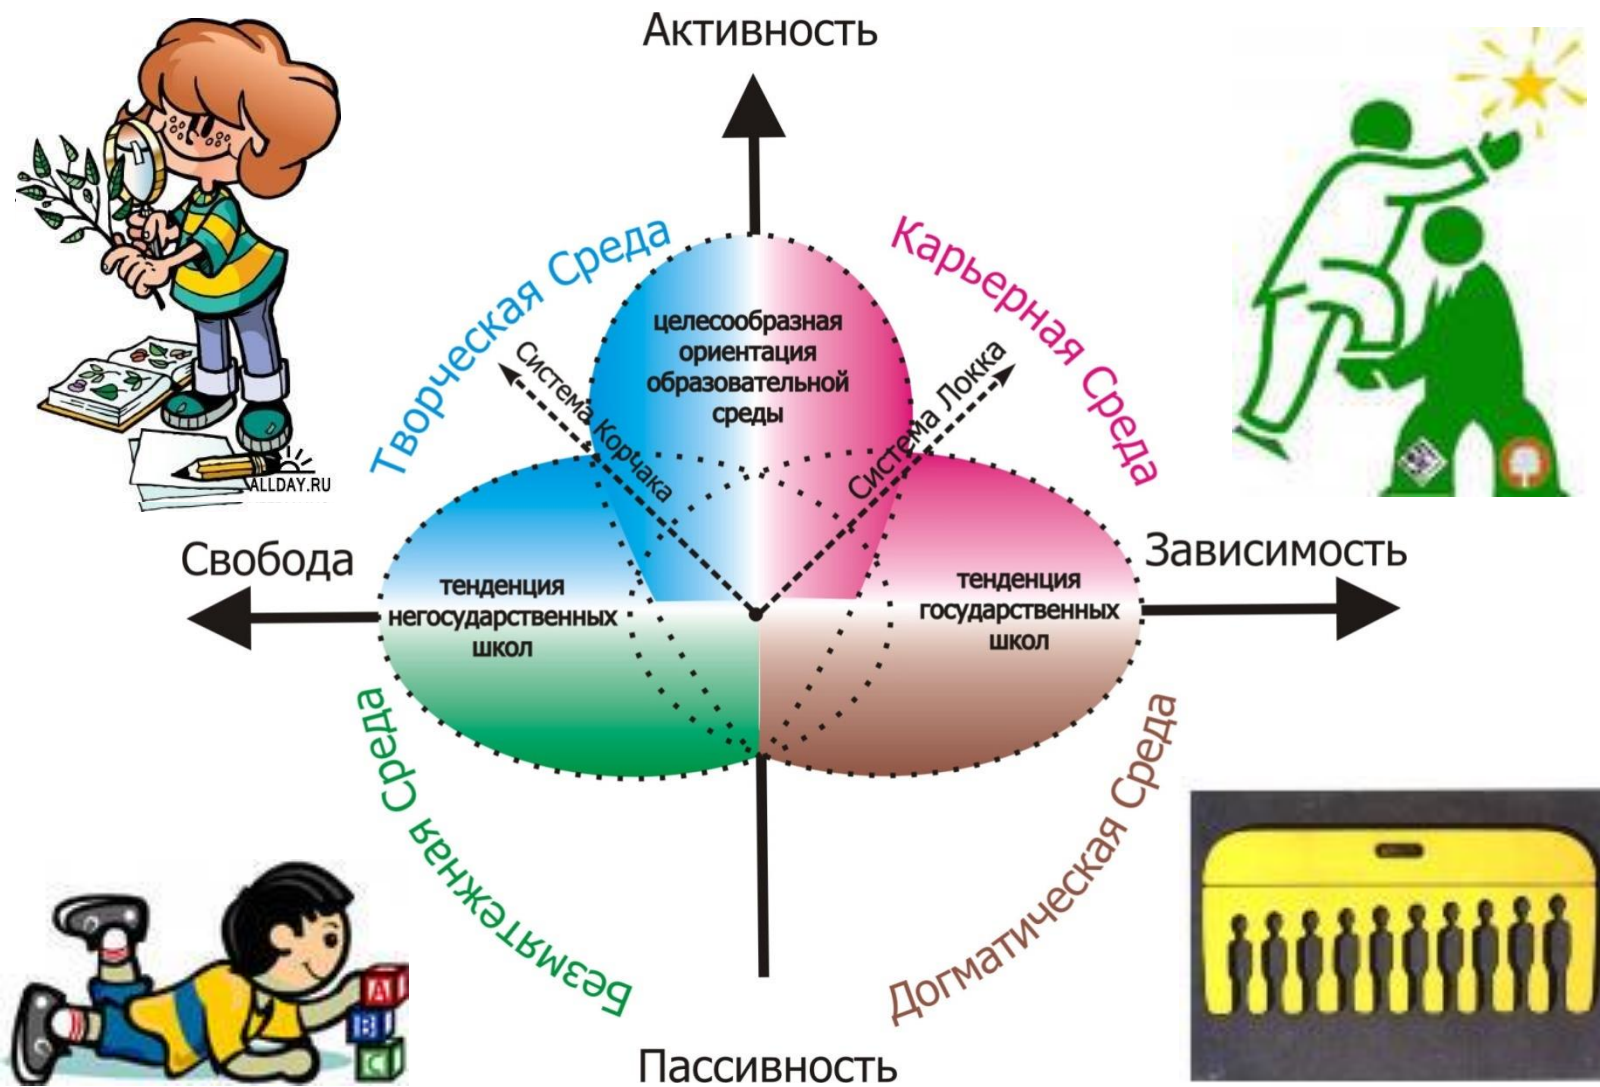 Активность
Творческая Среда
Карьерная Среда
целесообразная
ориентация
образовательной
среды
Система Корчака
Система Локка
ALLDAY.RU
Свобода
Зависимость
тенденция
негосударственных
школ
тенденция
государственных
школ
Безмятежная Среда
Догматическая Среда
A
B
C
Пассивность